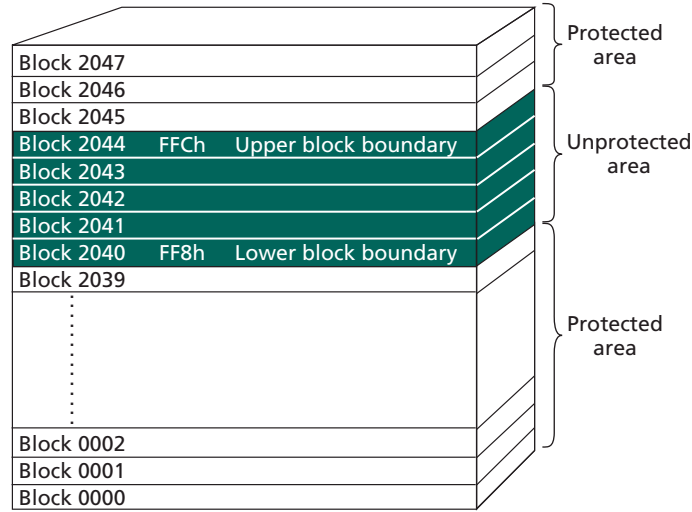 Block 2047
Block 2046
Block 2045
Block 2044 FFCh Upper block boundary
Block 2043
Block 2042
Block 2041
Block 2040 FF8h Lower block boundary
Block 2039
Block 0002
Block 0001
Block 0000
Protected
area
Unprotected
area
Protected
area